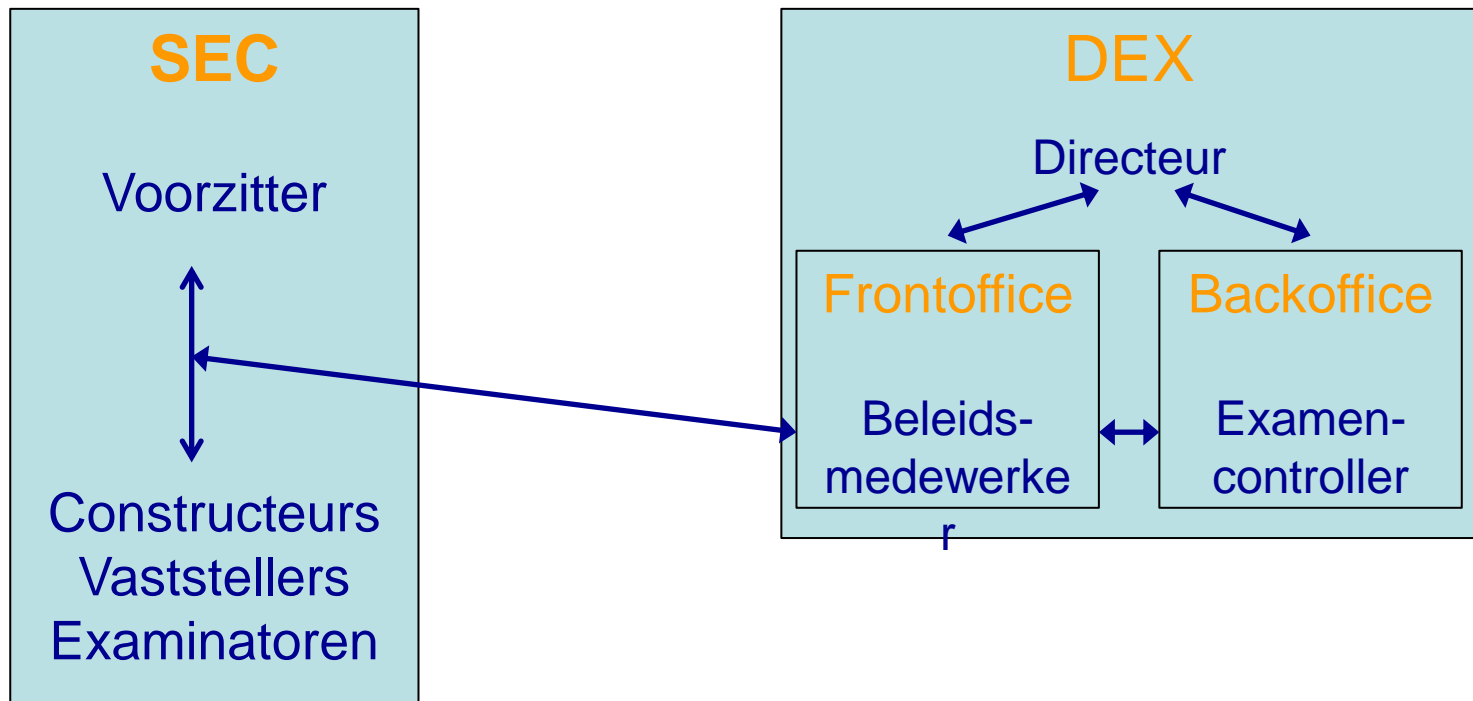 SEC
Voorzitter
Constructeurs
Vaststellers
Examinatoren
DEX
Directeur
Frontoffice
Beleids-
medewerke
r
Backoffice
Examen-
controller